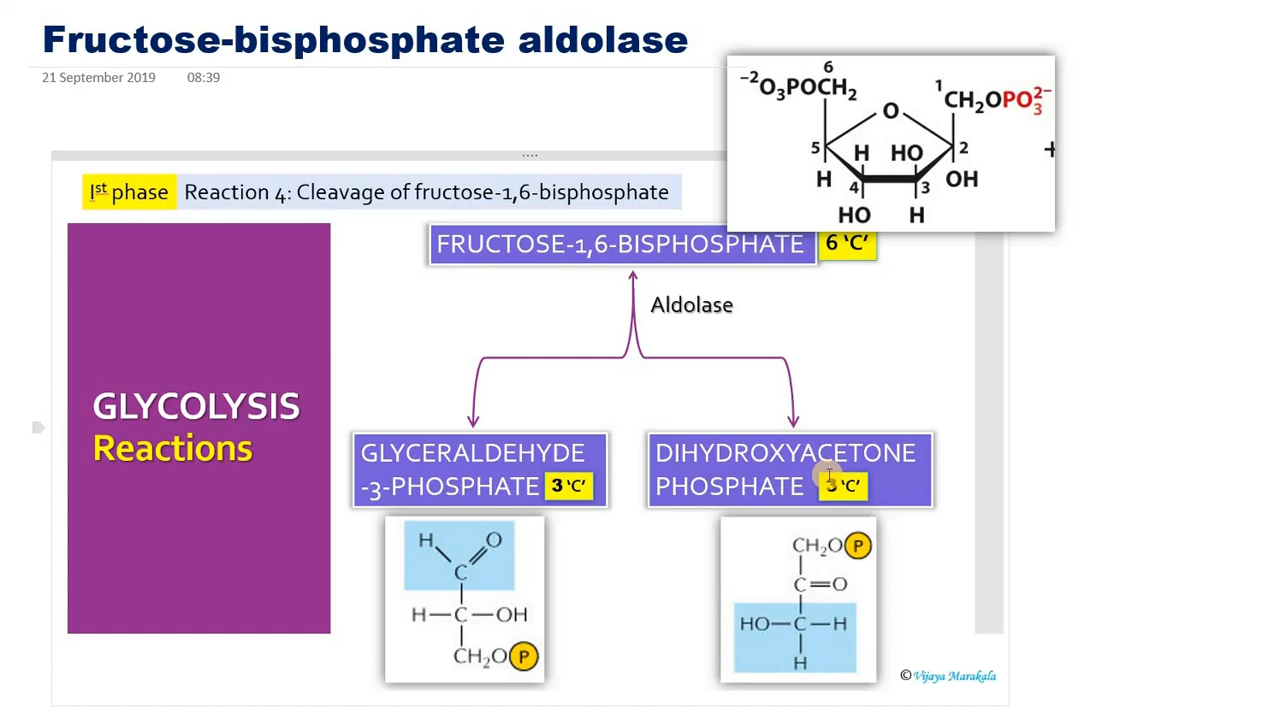 Fructose-bisphosphate aldolase
21 September 2019 08:39
⁻²O₃POCH₂ 6 1 CH₂OPO₃²⁻
O
5 H HO 2 +
H 4 3 OH
HO H
Iˢᵗ phase Reaction 4: Cleavage of fructose-1,6-bisphosphate
FRUCTOSE-1,6-BISPHOSPHATE 6 ‘C’
Aldolase
GLYCOLYSIS
Reactions
GLYCERALDEHYDE
-3-PHOSPHATE 3 ‘C’
DIHYDROXYACETONE
PHOSPHATE 3 ‘C’
H O
C
H—C—OH
CH₂O P
CH₂O P
C=O
HO—C—H
H
© Vijaya Marakala